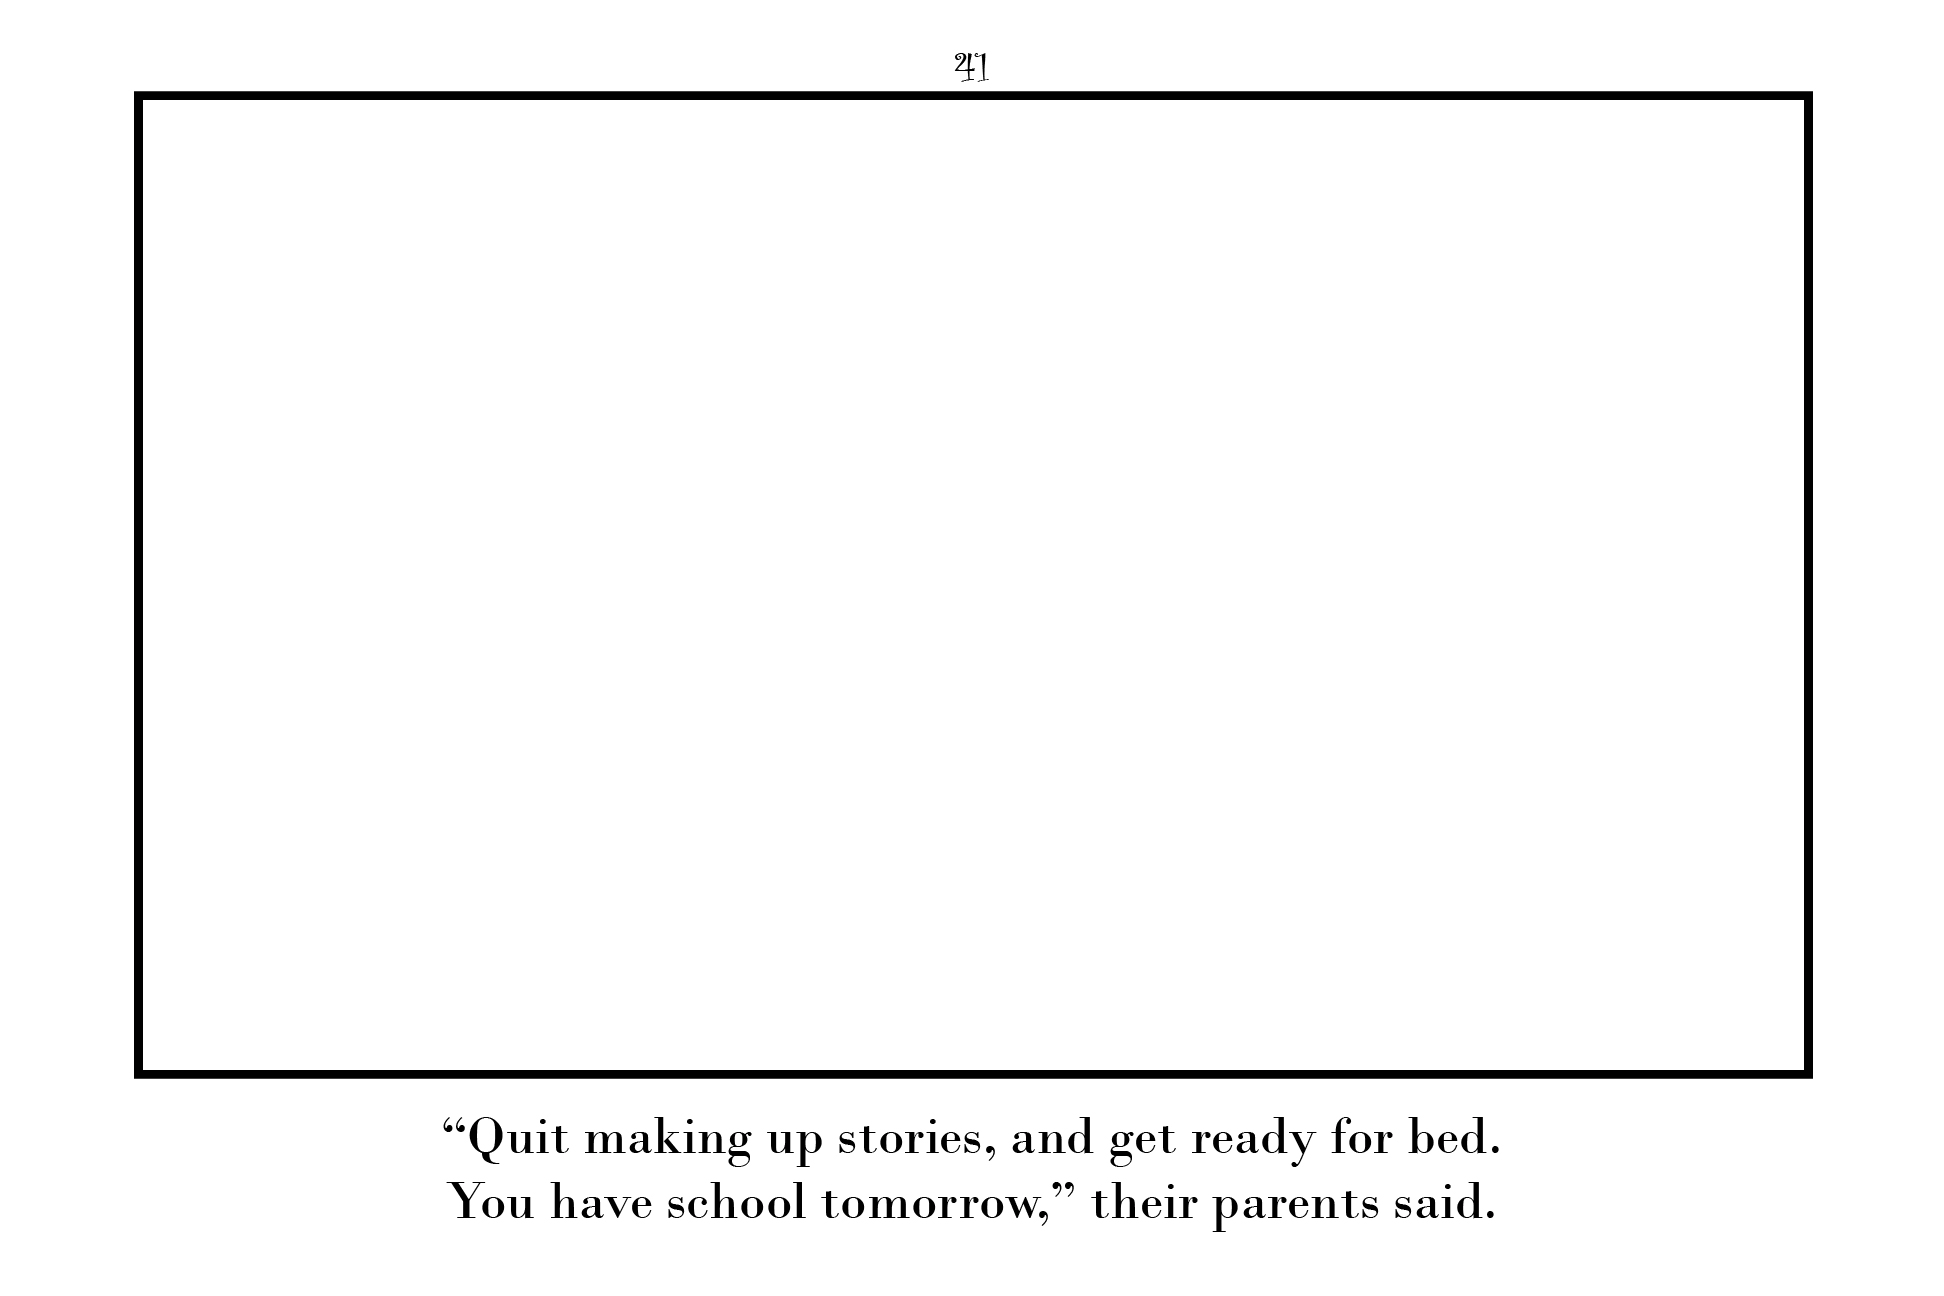 41
“Quit making up stories, and get ready for bed.
You have school tomorrow,” their parents said.